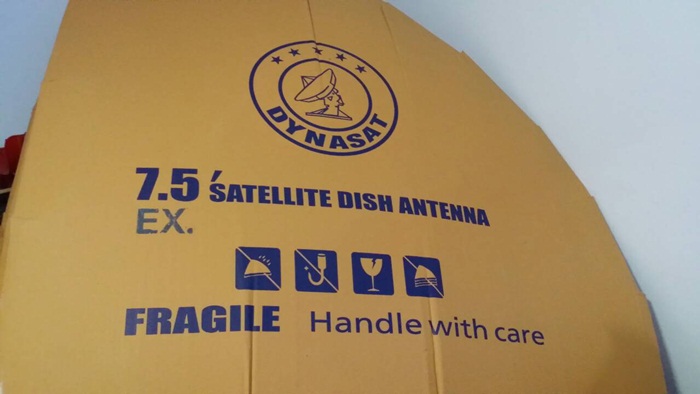 DYNASAT
7.5' SATELLITE DISH ANTENNA
EX.
FRAGILE Handle with care